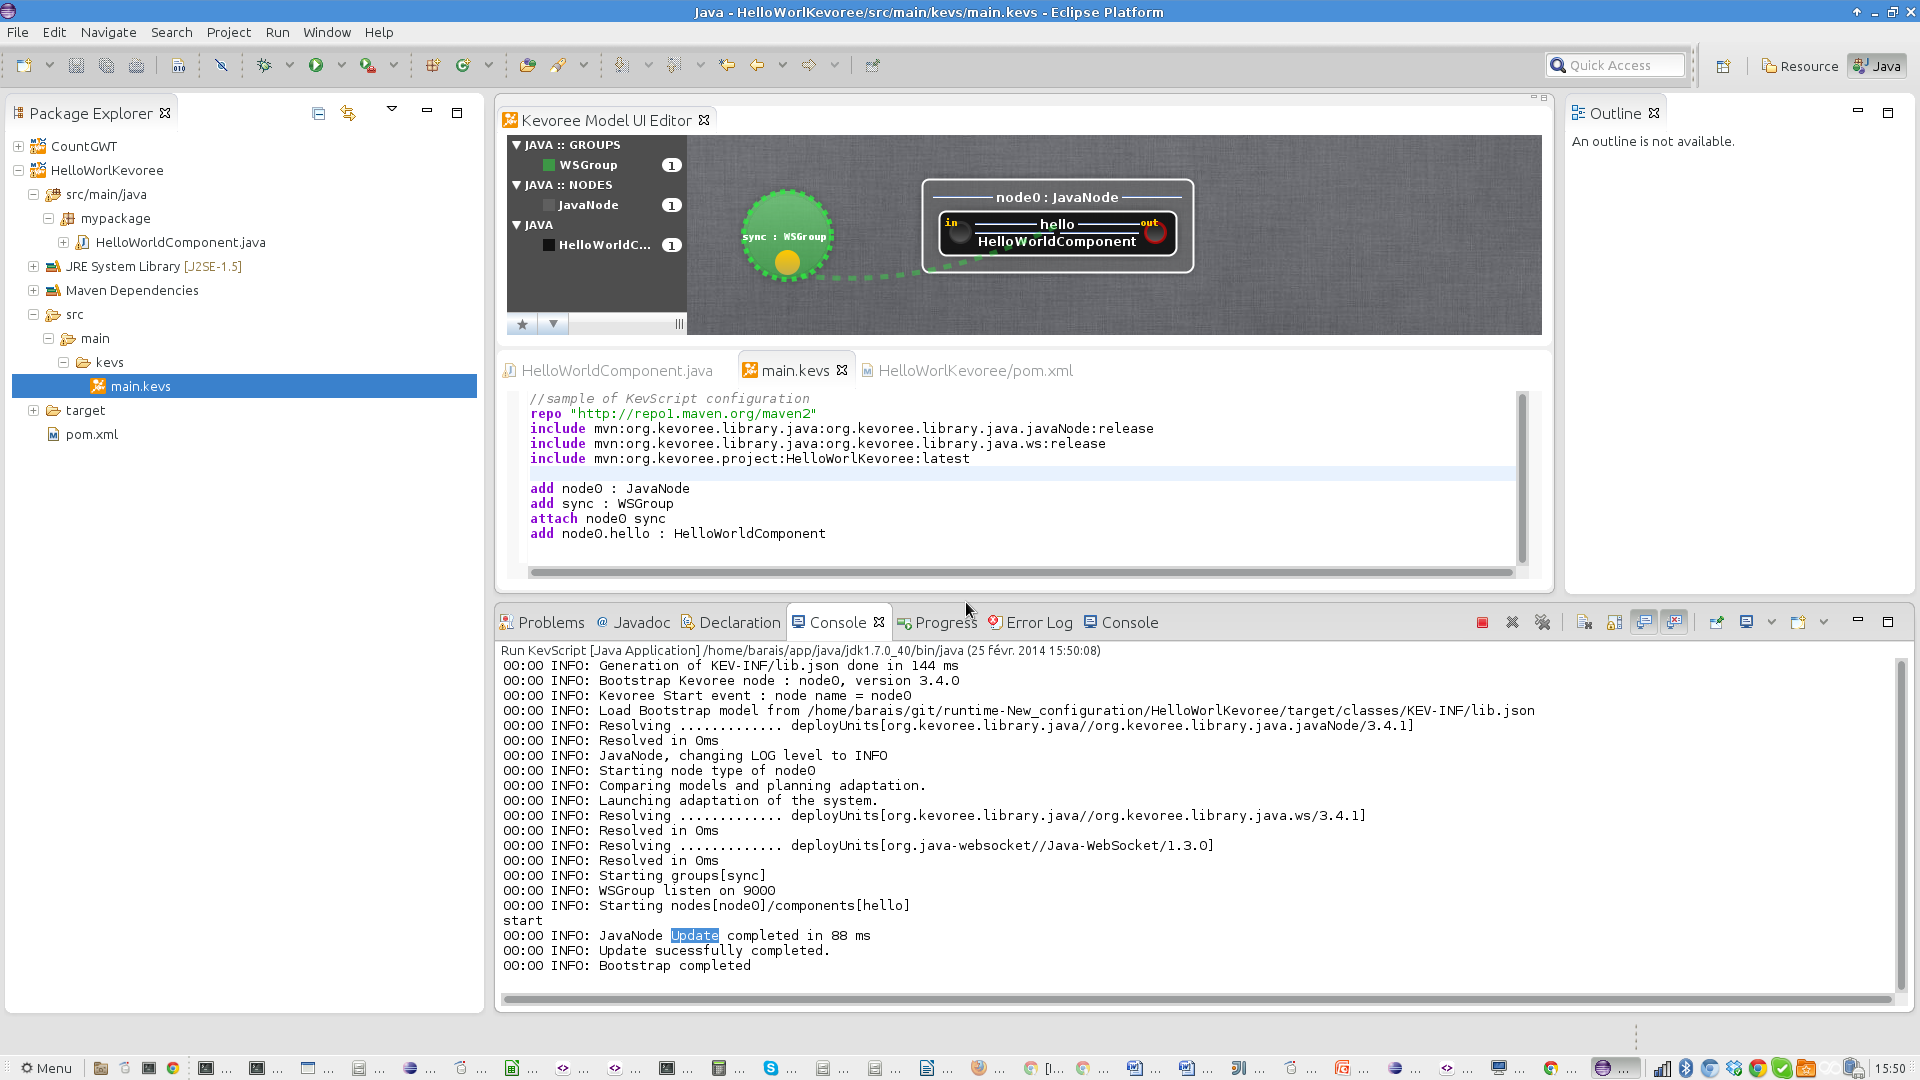 Java - HelloWorlKevoree/src/main/kevs/main.kevs - Eclipse Platform
File Edit Navigate Search Project Run Window Help
Quick Access
Resource
Java
Package Explorer
CountGWT
HelloWorlKevoree
src/main/java
mypackage
HelloWorldComponent.java
JRE System Library [J2SE-1.5]
Maven Dependencies
src
main
kevs
main.kevs
target
pom.xml
Kevoree Model UI Editor
JAVA :: GROUPS
WSGroup 1
JAVA :: NODES
JavaNode 1
JAVA
HelloWorldC... 1
sync : WSGroup
node0 : JavaNode
in hello out
HelloWorldComponent
Outline
An outline is not available.
HelloWorldComponent.java main.kevs HelloWorlKevoree/pom.xml
//sample of KevScript configuration
repo "http://repo1.maven.org/maven2"
include mvn:org.kevoree.library.java:org.kevoree.library.java.javaNode:release
include mvn:org.kevoree.library.java:org.kevoree.library.java.ws:release
include mvn:org.kevoree.project:HelloWorlKevoree:latest
add node0 : JavaNode
add sync : WSGroup
attach node0 sync
add node0.hello : HelloWorldComponent
Problems Javadoc Declaration Console Progress Error Log Console
Run KevScript [Java Application] /home/barais/app/java/jdk1.7.0_40/bin/java (25 févr. 2014 15:50:08)
00:00 INFO: Generation of KEV-INF/lib.json done in 144 ms
00:00 INFO: Bootstrap Kevoree node : node0, version 3.4.0
00:00 INFO: Kevoree Start event : node name = node0
00:00 INFO: Load Bootstrap model from /home/barais/git/runtime-New_configuration/HelloWorlKevoree/target/classes/KEV-INF/lib.json
00:00 INFO: Resolving ............. deployUnits[org.kevoree.library.java//org.kevoree.library.java.javaNode/3.4.1]
00:00 INFO: Resolved in 0ms
00:00 INFO: JavaNode, changing LOG level to INFO
00:00 INFO: Starting node type of node0
00:00 INFO: Comparing models and planning adaptation.
00:00 INFO: Launching adaptation of the system.
00:00 INFO: Resolving ............. deployUnits[org.kevoree.library.java//org.kevoree.library.java.ws/3.4.1]
00:00 INFO: Resolved in 0ms
00:00 INFO: Resolving ............. deployUnits[org.java-websocket//Java-WebSocket/1.3.0]
00:00 INFO: Resolved in 0ms
00:00 INFO: Starting groups[sync]
00:00 INFO: WSGroup listen on 9000
00:00 INFO: Starting nodes[node0]/components[hello]
start
00:00 INFO: JavaNode Update completed in 88 ms
00:00 INFO: Update sucessfully completed.
00:00 INFO: Bootstrap completed
Menu
15:50